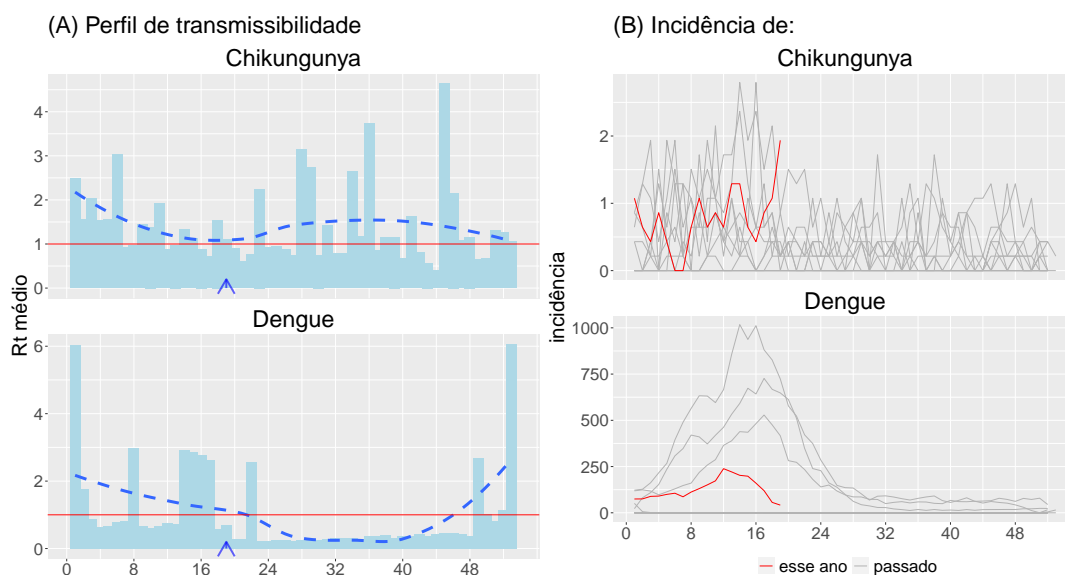 (A) Perfil de transmissibilidade
Chikungunya
4
3
2
1
0
Dengue
6
4
2
0
0 8 16 24 32 40 48
Rt médio
(B) Incidência de:
Chikungunya
2
1
0
Dengue
1000
750
500
250
0
0 8 16 24 32 40 48
incidência
esse ano passado